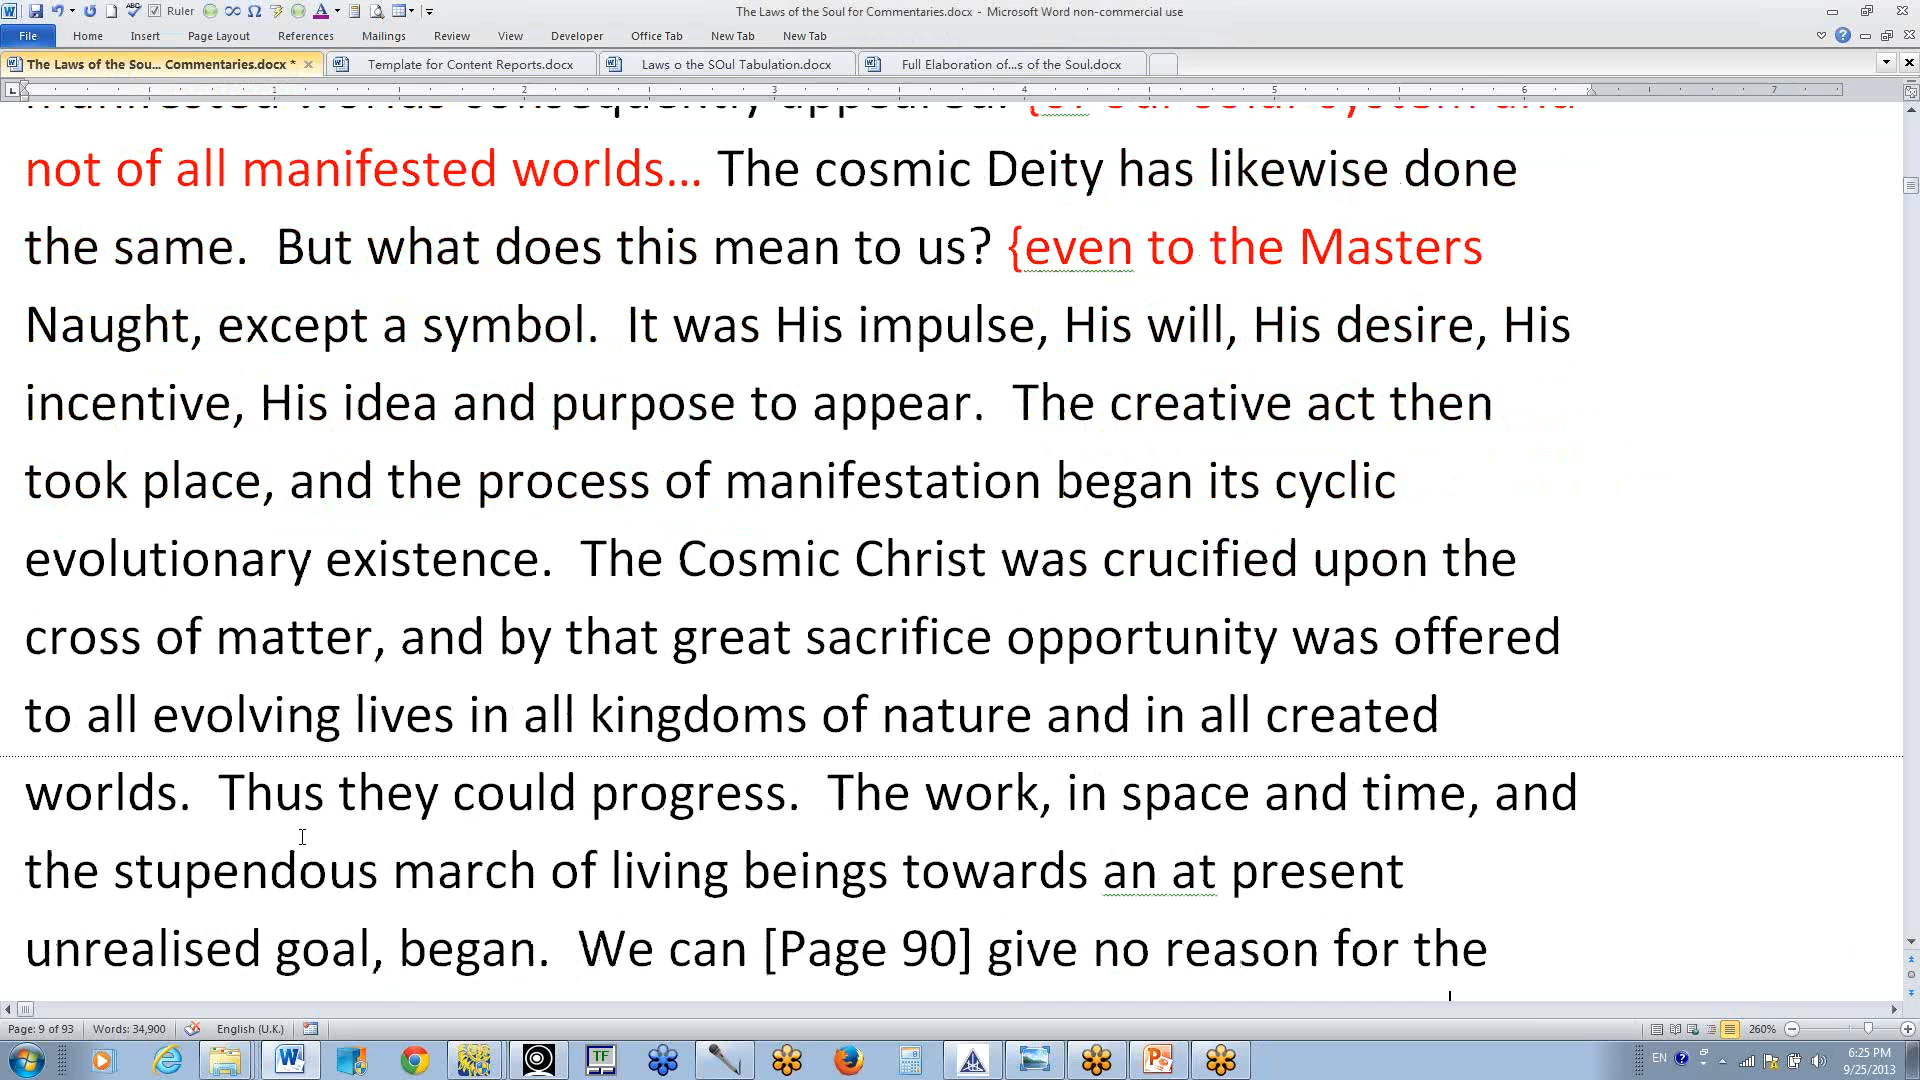 The Laws of the Soul for Commentaries.docx - Microsoft Word non-commercial use
Ruler
File Home Insert Page Layout References Mailings Review View Developer Office Tab New Tab New Tab
The Laws of the Sou... Commentaries.docx * Template for Content Reports.docx Laws o the SOul Tabulation.docx Full Elaboration of...s of the Soul.docx
1 2 3 4 5 6 7
not of all manifested worlds… The cosmic Deity has likewise done
the same. But what does this mean to us? {even to the Masters
Naught, except a symbol. It was His impulse, His will, His desire, His
incentive, His idea and purpose to appear. The creative act then
took place, and the process of manifestation began its cyclic
evolutionary existence. The Cosmic Christ was crucified upon the
cross of matter, and by that great sacrifice opportunity was offered
to all evolving lives in all kingdoms of nature and in all created
worlds. Thus they could progress. The work, in space and time, and
the stupendous march of living beings towards an at present
unrealised goal, began. We can [Page 90] give no reason for the
Page: 9 of 93 Words: 34,900 English (U.K.) 260%
EN 6:25 PM
9/25/2013